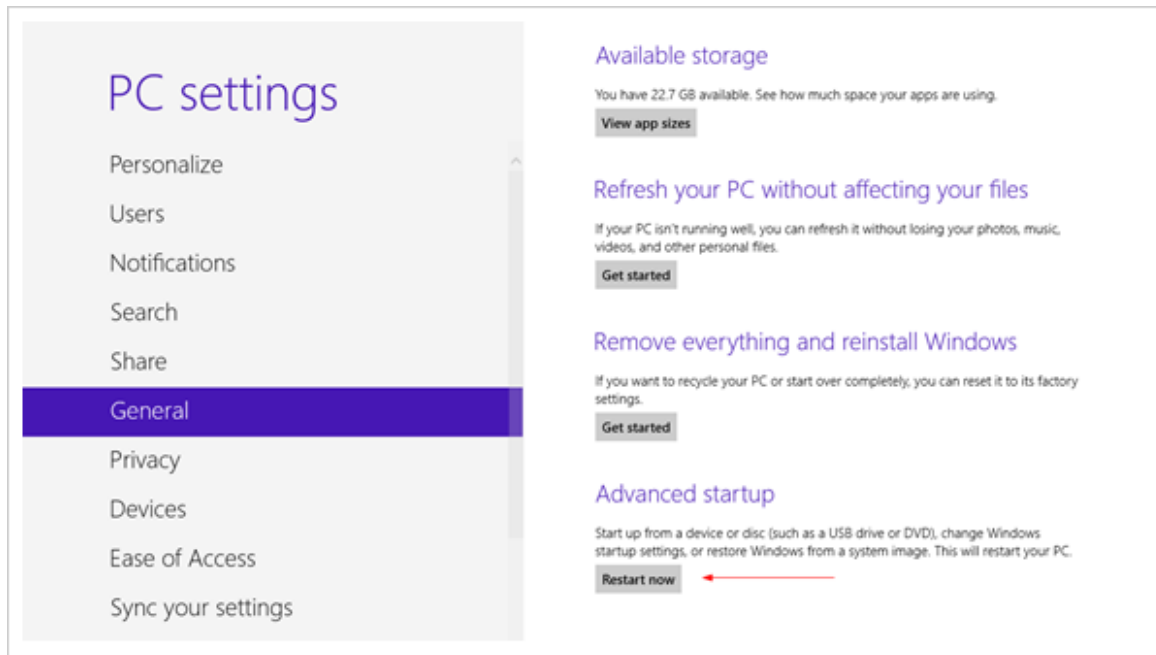 PC settings
Personalize
Users
Notifications
Search
Share
General
Privacy
Devices
Ease of Access
Sync your settings
Available storage
You have 22.7 GB available. See how much space your apps are using.
View app sizes
Refresh your PC without affecting your files
If your PC isn't running well, you can refresh it without losing your photos, music,
videos, and other personal files.
Get started
Remove everything and reinstall Windows
If you want to recycle your PC or start over completely, you can reset it to its factory
settings.
Get started
Advanced startup
Start up from a device or disc (such as a USB drive or DVD), change Windows
startup settings, or restore Windows from a system image. This will restart your PC.
Restart now